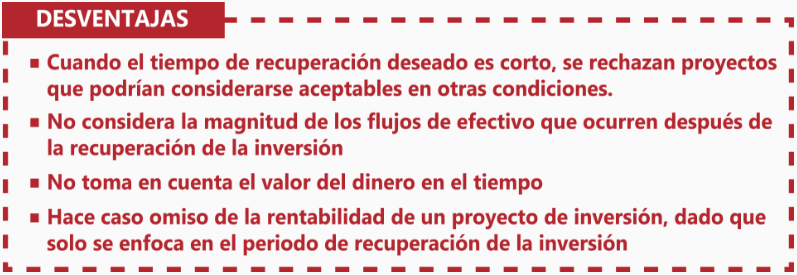 DESVENTAJAS
▪ Cuando el tiempo de recuperación deseado es corto, se rechazan proyectos
que podrían considerarse aceptables en otras condiciones.
▪ No considera la magnitud de los flujos de efectivo que ocurren después de
la recuperación de la inversión
▪ No toma en cuenta el valor del dinero en el tiempo
▪ Hace caso omiso de la rentabilidad de un proyecto de inversión, dado que
solo se enfoca en el periodo de recuperación de la inversión